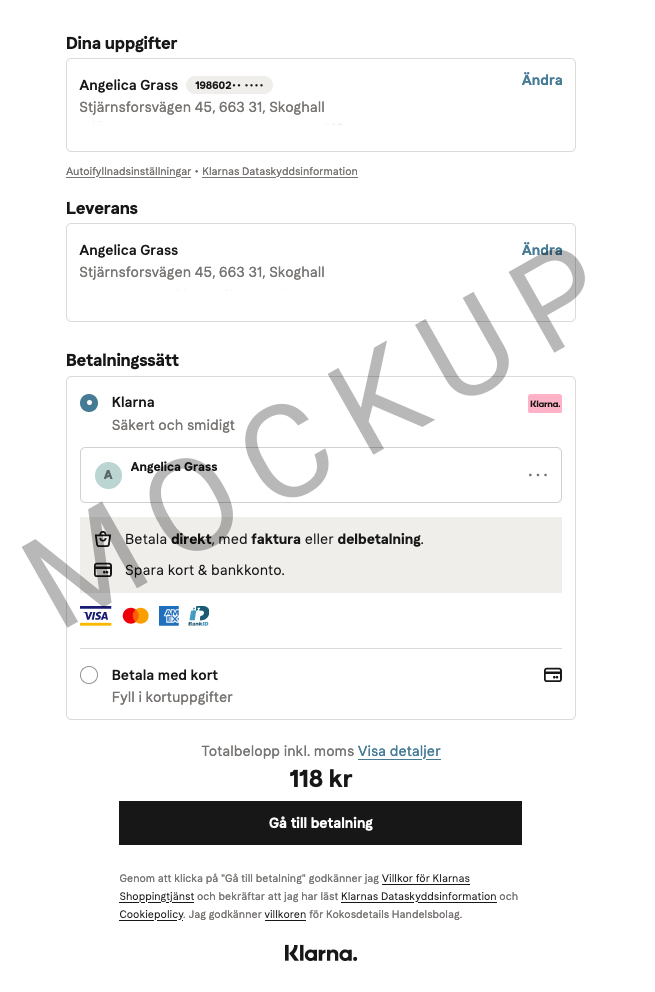 Dina uppgifter
Angelica Grass 198602•• ••••
Ändra
Stjärnsforsvägen 45, 663 31, Skoghall
Autoifyllnadsinställningar • Klarnas Dataskyddsinformation
Leverans
Angelica Grass
Ändra
Stjärnsforsvägen 45, 663 31, Skoghall
MOCKUP
Betalningssätt
Klarna
Klarna.
Säkert och smidigt
A
Angelica Grass
Betala direkt, med faktura eller delbetalning.
Spara kort & bankkonto.
VISA
AMEX
BankID
Betala med kort
Fyll i kortuppgifter
Totalbelopp inkl. moms Visa detaljer
118 kr
Gå till betalning
Genom att klicka på "Gå till betalning" godkänner jag Villkor för Klarnas
Shoppingtjänst och bekräftar att jag har läst Klarnas Dataskyddsinformation och
Cookiepolicy. Jag godkänner villkoren för Kokosdetails Handelsbolag.
Klarna.